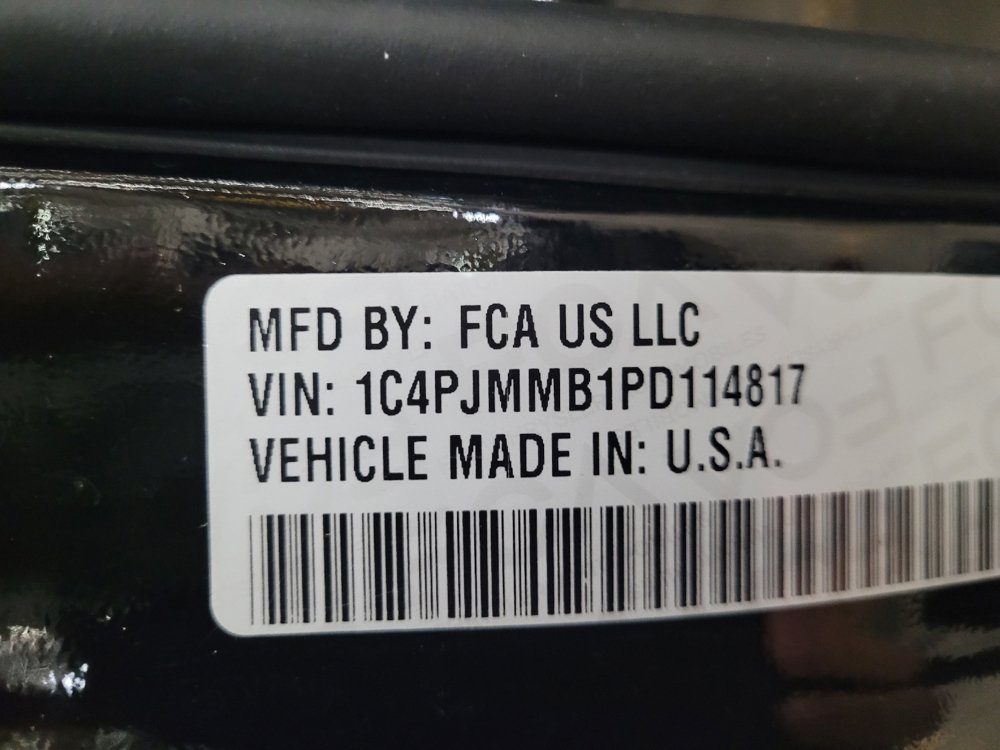 MFD BY: FCA US LLC
VIN: 1C4PJMMB1PD114817
VEHICLE MADE IN: U.S.A.